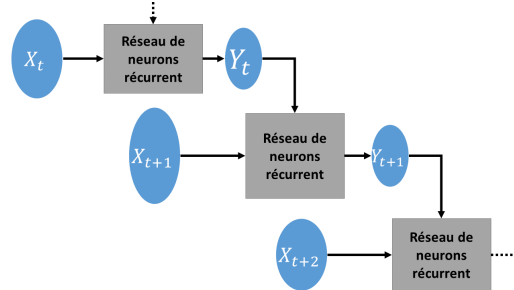 X_t
Réseau de
neurons
récurrent
Y_t
X_{t+1}
Réseau de
neurons
récurrent
Y_{t+1}
X_{t+2}
Réseau de
neurons
récurrent